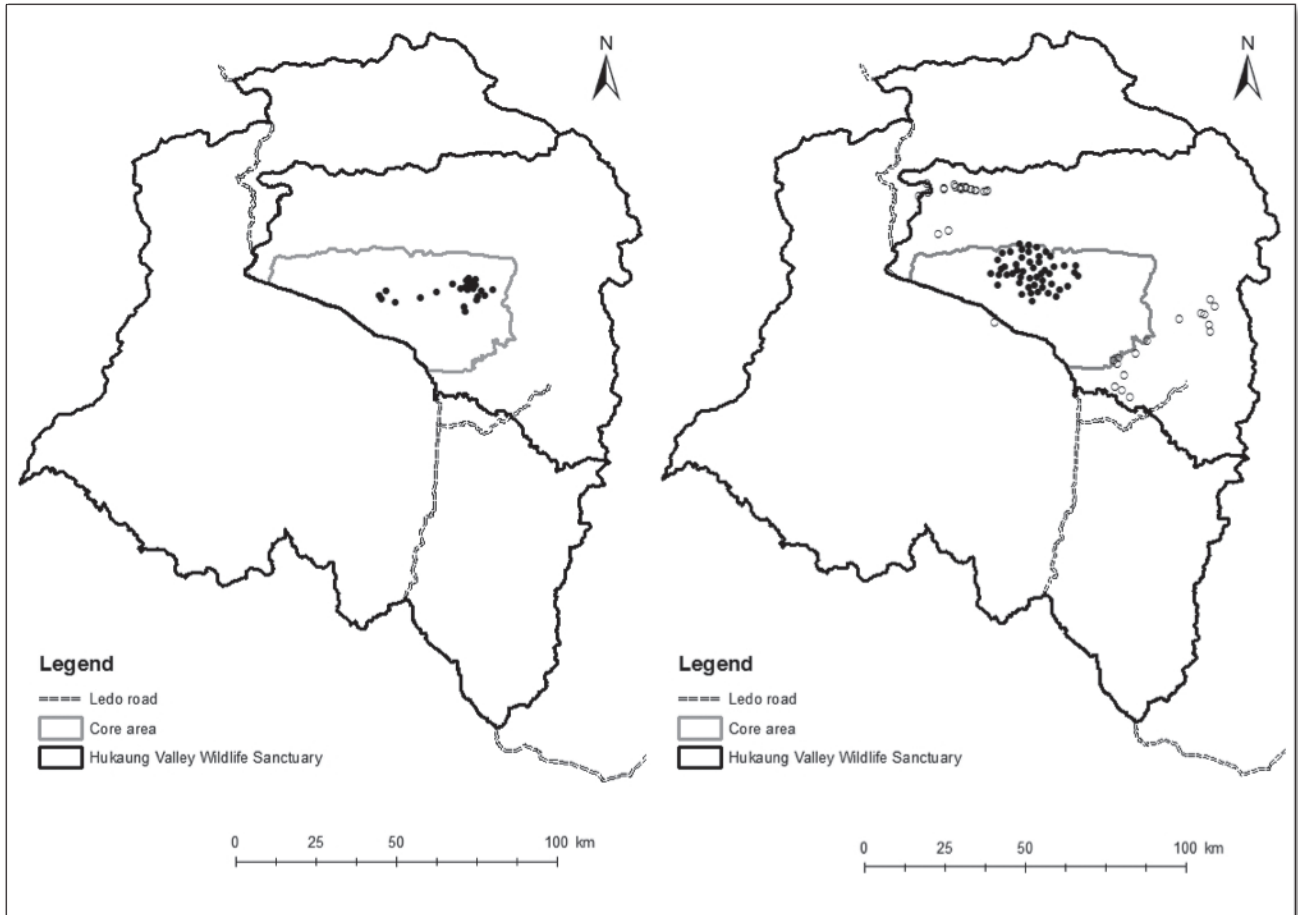 N
Legend
Ledo road
Core area
Hukaung Valley Wildlife Sanctuary
0 25 50 100 km
N
Legend
Ledo road
Core area
Hukaung Valley Wildlife Sanctuary
0 25 50 100 km